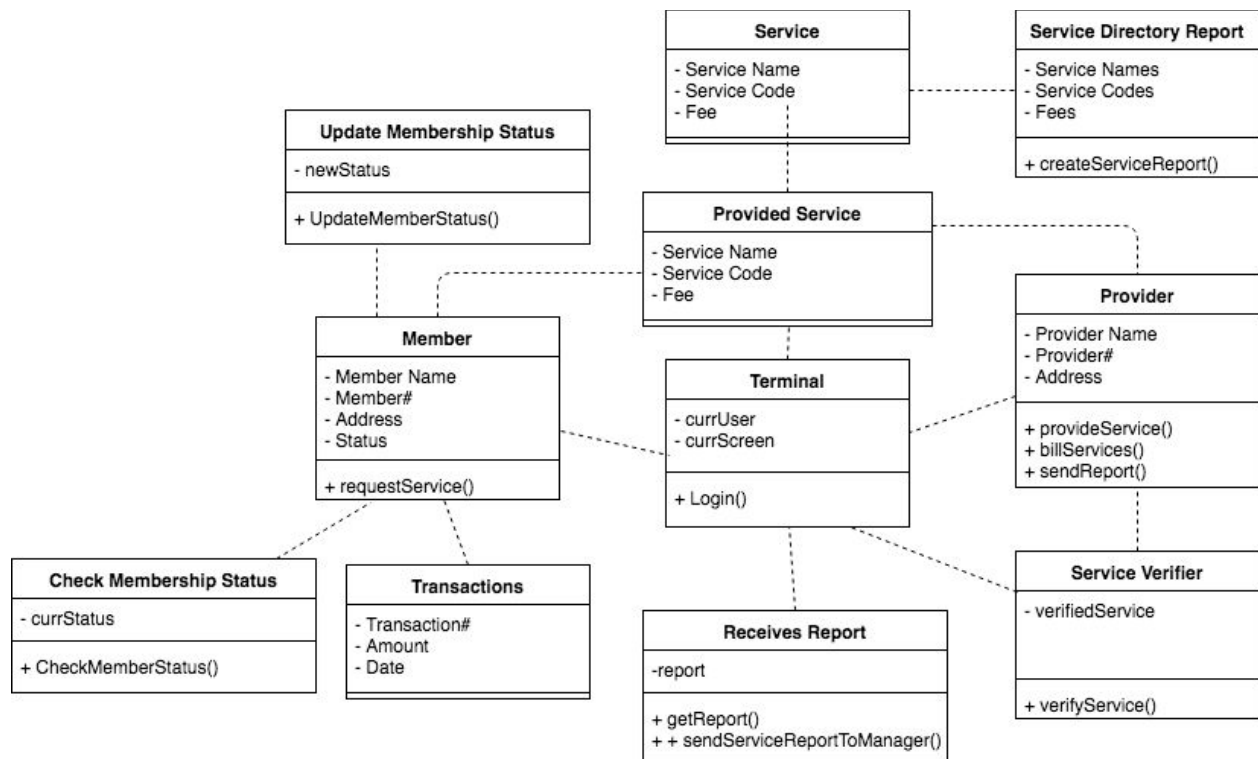 Service
- Service Name
- Service Code
- Fee
Service Directory Report
- Service Names
- Service Codes
- Fees
+ createServiceReport()
Update Membership Status
- newStatus
+ UpdateMemberStatus()
Provided Service
- Service Name
- Service Code
- Fee
Provider
- Provider Name
- Provider#
- Address
+ provideService()
+ billServices()
+ sendReport()
Member
- Member Name
- Member#
- Address
- Status
+ requestService()
Terminal
- currUser
- currScreen
+ Login()
Check Membership Status
- currStatus
+ CheckMemberStatus()
Transactions
- Transaction#
- Amount
- Date
Receives Report
-report
+ getReport()
+ + sendServiceReportToManager()
Service Verifier
- verifiedService
+ verifyService()